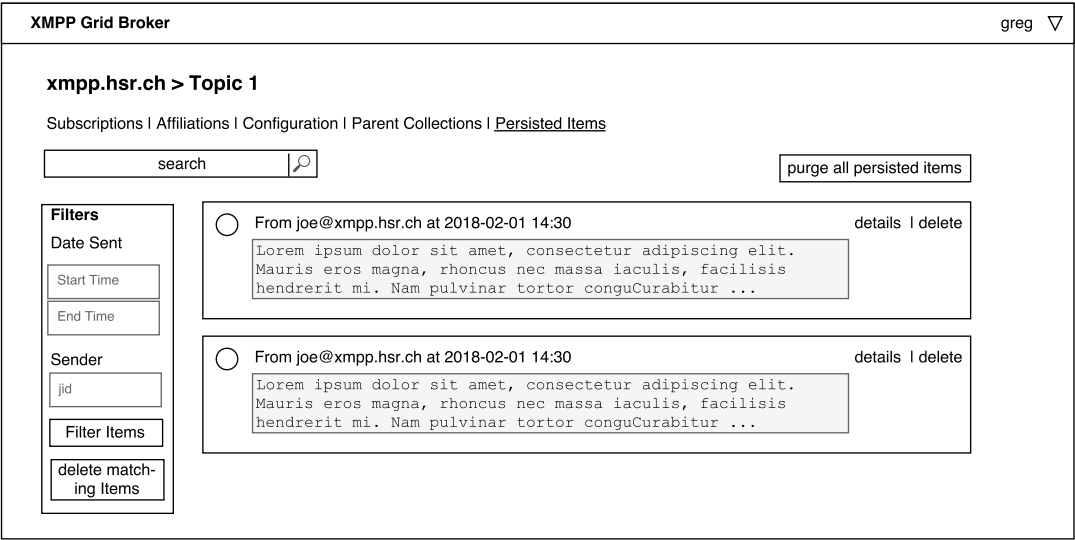 XMPP Grid Broker
greg
xmpp.hsr.ch > Topic 1
Subscriptions | Affiliations | Configuration | Parent Collections | Persisted Items
search
purge all persisted items
Filters
Date Sent
Start Time
End Time
Sender
jid
Filter Items
delete match-
ing Items
From joe@xmpp.hsr.ch at 2018-02-01 14:30
details | delete
Lorem ipsum dolor sit amet, consectetur adipiscing elit.
Mauris eros magna, rhoncus nec massa iaculis, facilisis
hendrerit mi. Nam pulvinar tortor conguCurabitur ...
From joe@xmpp.hsr.ch at 2018-02-01 14:30
details | delete
Lorem ipsum dolor sit amet, consectetur adipiscing elit.
Mauris eros magna, rhoncus nec massa iaculis, facilisis
hendrerit mi. Nam pulvinar tortor conguCurabitur ...